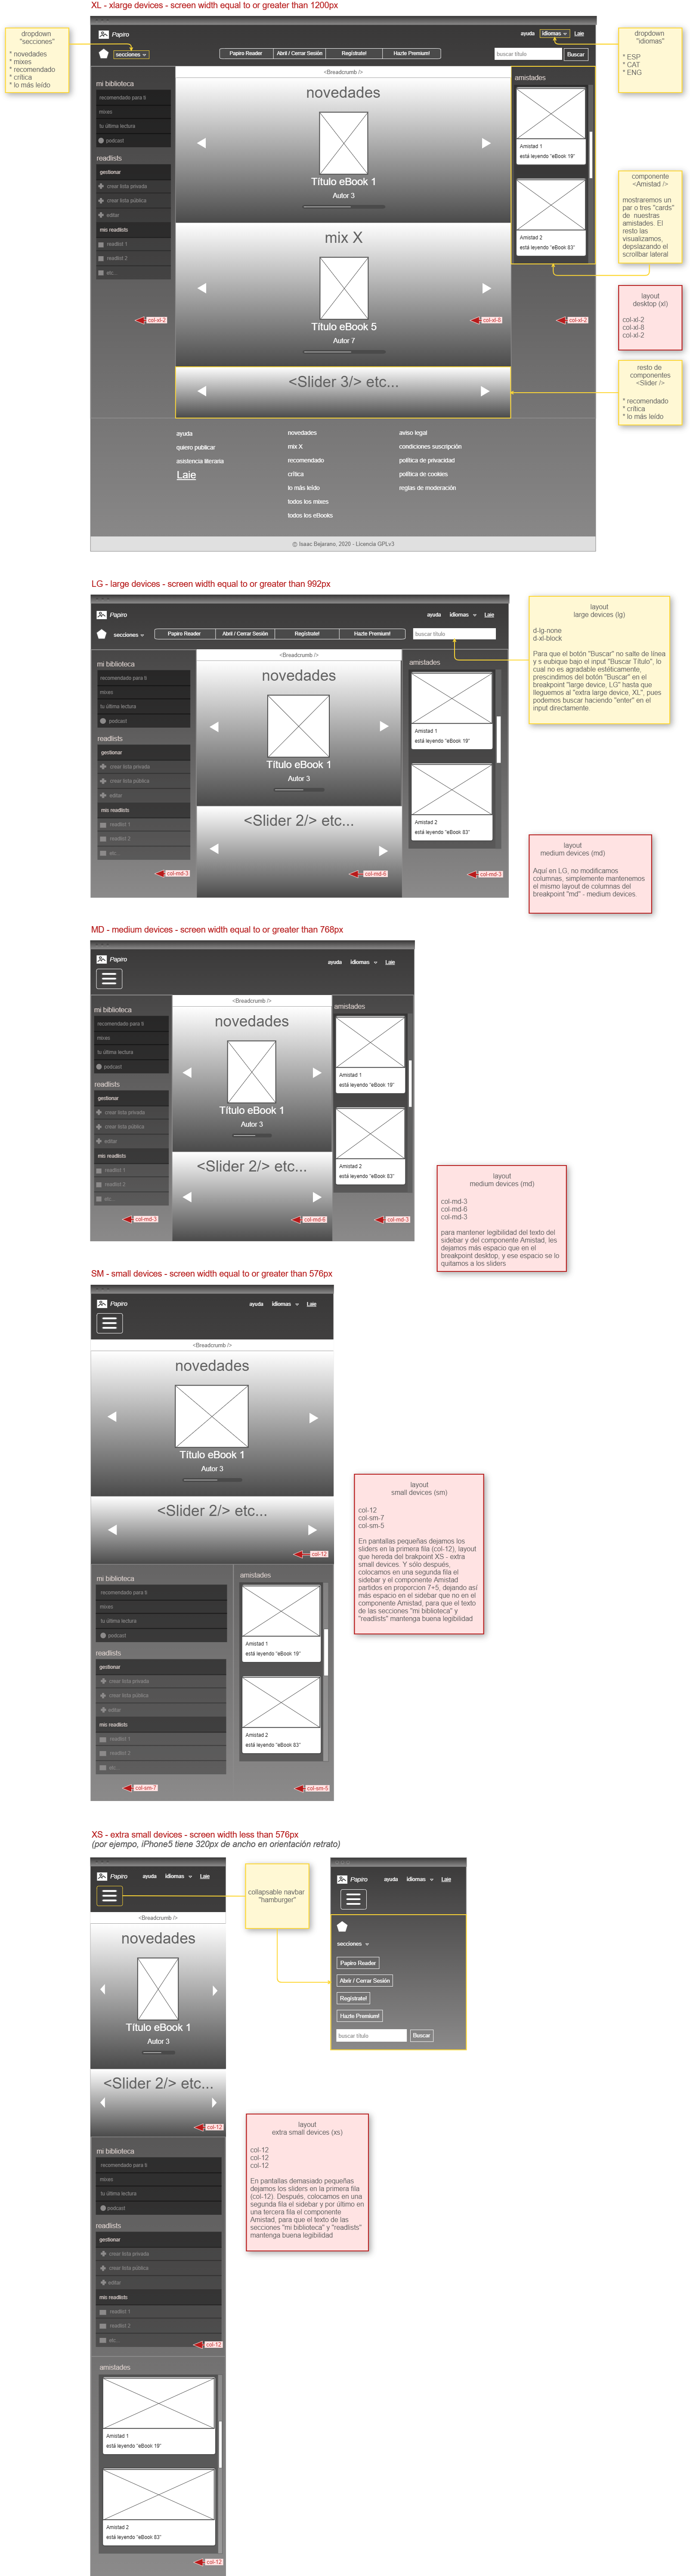 XL - xlarge devices - screen width equal to or greater than 1200px
dropdown
"secciones"
* novedades
* mixes
* recomendado
* crítica
* lo más leído
Papiro
ayuda idiomas Laie
secciones
Papiro Reader Abril / Cerrar Sesión Regístrate! Hazte Premium!
buscar título Buscar
dropdown
"idiomas"
* ESP
* CAT
* ENG
<Breadcrumb />
mi biblioteca
recomendado para ti
mixes
tu última lectura
podcast
readlists
gestionar
crear lista privada
crear lista pública
editar
mis readlists
readlist 1
readlist 2
etc...
col-xl-2
novedades
Título eBook 1
Autor 3
mix X
Título eBook 5
Autor 7
col-xl-8
<Slider 3/> etc...
amistades
Amistad 1
está leyendo "eBook 19"
Amistad 2
está leyendo "eBook 83"
col-xl-2
componente
<Amistad />
mostraremos un
par o tres "cards"
de nuestras
amistades. El
resto las
visualizamos,
depslazando el
scrollbar lateral
layout
desktop (xl)
col-xl-2
col-xl-8
col-xl-2
resto de
componentes
<Slider />
* recomendado
* crítica
* lo más leído
ayuda
quiero publicar
asistencia literaria
Laie
novedades
mix X
recomendado
crítica
lo más leído
todos los mixes
todos los eBooks
aviso legal
condiciones suscripción
política de privacidad
política de cookies
reglas de moderación
© Isaac Bejarano, 2020 - Licencia GPLv3
LG - large devices - screen width equal to or greater than 992px
Papiro
ayuda idiomas Laie
secciones
Papiro Reader Abril / Cerrar Sesión Regístrate! Hazte Premium!
buscar título
<Breadcrumb />
mi biblioteca
recomendado para ti
mixes
tu última lectura
podcast
readlists
gestionar
crear lista privada
crear lista pública
editar
mis readlists
readlist 1
readlist 2
etc
col-md-3
novedades
Título eBook 1
Autor 3
<Slider 2/> etc...
col-md-6
amistades
Amistad 1
está leyendo "eBook 19"
Amistad 2
está leyendo "eBook 83"
col-md-3
layout
large devices (lg)
d-lg-none
d-xl-block
Para que el botón "Buscar" no salte de línea
y s eubique bajo el input "Buscar Título", lo
cual no es agradable estéticamente,
prescindimos del botón "Buscar" en el
breakpoint "large device, LG" hasta que
lleguemos al "extra large device, XL", pues
podemos buscar haciendo "enter" en el
input directamente.
layout
medium devices (md)
Aquí en LG, no modificamos
columnas, simplemente mantenemos
el mismo layout de columnas del
breakpoint "md" - medium devices.
MD - medium devices - screen width equal to or greater than 768px
Papiro
ayuda idiomas Laie
<Breadcrumb />
mi biblioteca
recomendado para ti
mixes
tu última lectura
podcast
readlists
gestionar
crear lista privada
crear lista pública
editar
mis readlists
readlist 1
readlist 2
etc...
col-md-3
novedades
Título eBook 1
Autor 3
<Slider 2/> etc...
col-md-6
amistades
Amistad 1
está leyendo "eBook 19"
Amistad 2
está leyendo "eBook 83"
col-md-3
layout
medium devices (md)
col-md-3
col-md-6
col-md-3
para mantener legibilidad del texto del
sidebar y del componente Amistad, les
dejamos más espacio que en el
breakpoint desktop, y ese espacio se lo
quitamos a los sliders
SM - small devices - screen width equal to or greater than 576px
Papiro
ayuda idiomas Laie
<Breadcrumb />
novedades
Título eBook 1
Autor 3
<Slider 2/> etc...
col-12
mi biblioteca
recomendado para ti
mixes
tu última lectura
podcast
readlists
gestionar
crear lista privada
crear lista pública
editar
mis readlists
readlist 1
readlist 2
etc...
col-sm-7
amistades
Amistad 1
está leyendo "eBook 19"
Amistad 2
está leyendo "eBook 83"
col-sm-5
layout
small devices (sm)
col-12
col-sm-7
col-sm-5
En pantallas pequeñas dejamos los
sliders en la primera fila (col-12), layout
que hereda del brakpoint XS - extra
small devices. Y sólo después,
colocamos en una segunda fila el
sidebar y el componente Amistad
partidos en proporcion 7+5, dejando así
más espacio en el sidebar que no en el
componente Amistad, para que el texto
de las secciones "mi biblioteca" y
"readlists" mantenga buena legibilidad
XS - extra small devices - screen width less than 576px
(por ejempo, iPhone5 tiene 320px de ancho en orientación retrato)
Papiro
ayuda idiomas Laie
<Breadcrumb />
novedades
Título eBook 1
Autor 3
<Slider 2/> etc...
col-12
collapsable navbar
"hamburger"
Papiro
ayuda idiomas Laie
secciones
Papiro Reader
Abrir / Cerrar Sesión
Regístrate!
Hazte Premium!
buscar título Buscar
layout
extra small devices (xs)
col-12
col-12
col-12
En pantallas demasiado pequeñas
dejamos los sliders en la primera fila
(col-12). Después, colocamos en una
segunda fila el sidebar y por último en
una tercera fila el componente
Amistad, para que el texto de las
secciones "mi biblioteca" y "readlists"
mantenga buena legibilidad
mi biblioteca
recomendado para ti
mixes
tu última lectura
podcast
readlists
gestionar
crear lista privada
crear lista pública
editar
mis readlists
readlist 1
readlist 2
etc...
col-12
amistades
Amistad 1
está leyendo "eBook 19"
Amistad 2
está leyendo "eBook 83"
col-12